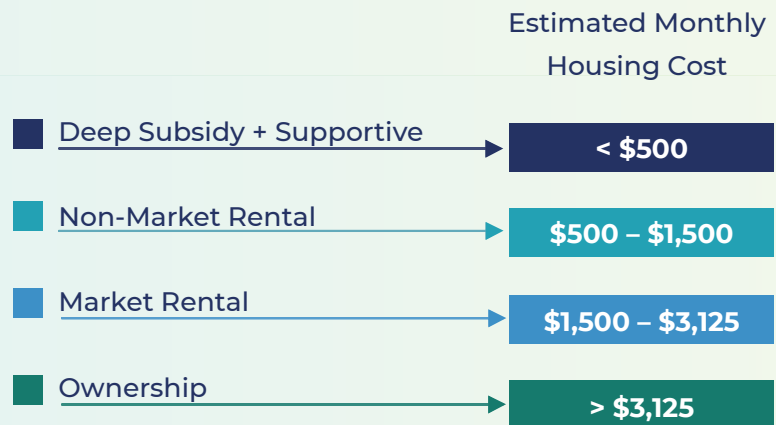 Estimated Monthly
Housing Cost
Deep Subsidy + Supportive
< $500
Non-Market Rental
$500 – $1,500
Market Rental
$1,500 – $3,125
Ownership
> $3,125